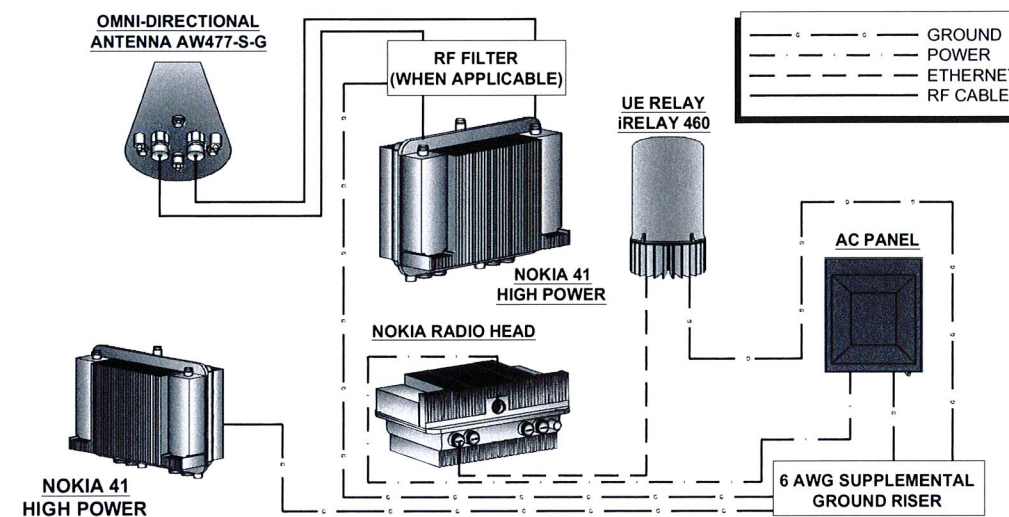 OMNI-DIRECTIONAL
ANTENNA AW477-S-G
RF FILTER
(WHEN APPLICABLE)
GROUND
POWER
ETHERNET
RF CABLE
UE RELAY
iRELAY 460
AC PANEL
NOKIA 41
HIGH POWER
NOKIA RADIO HEAD
NOKIA 41
HIGH POWER
6 AWG SUPPLEMENTAL
GROUND RISER